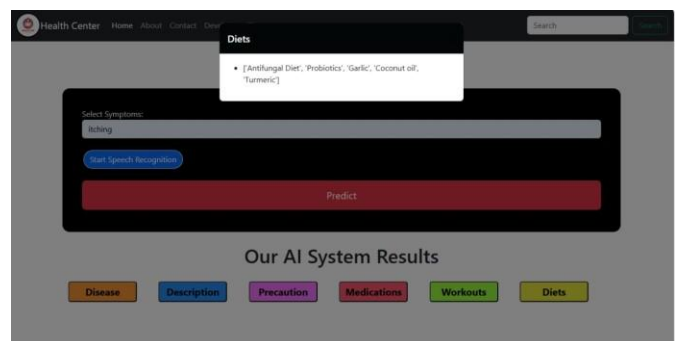 Health Center Home About Contact
Search Search
Diets
['Antifungal Diet', 'Probiotics', 'Garlic', 'Coconut oil',
'Turmeric']
Select Symptoms:
itching
Start Speech Recognition
Predict
Our AI System Results
Disease Description Precaution Medications Workouts Diets